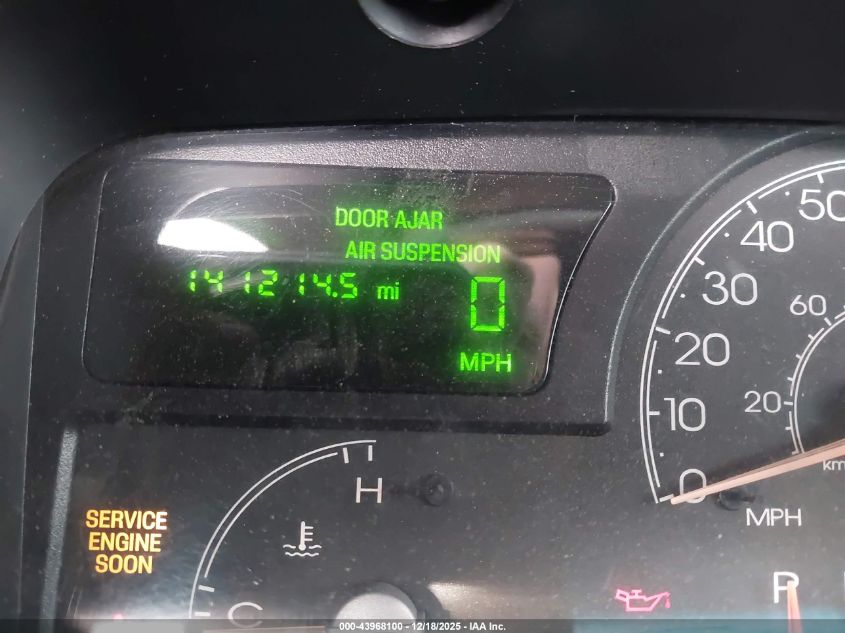 DOOR AJAR
AIR SUSPENSION
141214.5 mi
0
MPH
50
40
30
20
10
0
MPH
60
20
km
H
C
SERVICE
ENGINE
SOON
P
000-43968100 - 12/18/2025 - IAA Inc.